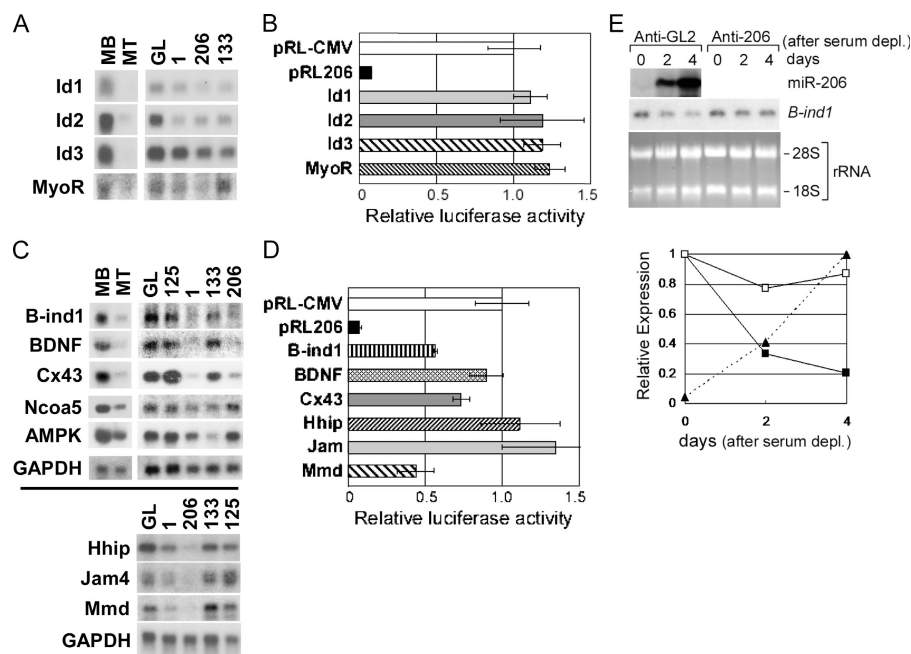 A
MB
MT
GL
1
206
133
Id1
Id2
Id3
MyoR
B
pRL-CMV
pRL206
Id1
Id2
Id3
MyoR
0 0.5 1.0 1.5
Relative luciferase activity
C
MB
MT
GL
125
1
133
206
B-ind1
BDNF
Cx43
Ncoa5
AMPK
GAPDH
GL
1
206
133
125
Hhip
Jam4
Mmd
GAPDH
D
pRL-CMV
pRL206
B-ind1
BDNF
Cx43
Hhip
Jam
Mmd
0 0.5 1.0 1.5
Relative luciferase activity
E
Anti-GL2 Anti-206 (after serum depl.)
0 2 4 0 2 4 days
miR-206
B-ind1
- 28S
rRNA
- 18S
Relative Expression
1
0.8
0.6
0.4
0.2
0
0 2 4
days (after serum depl.)